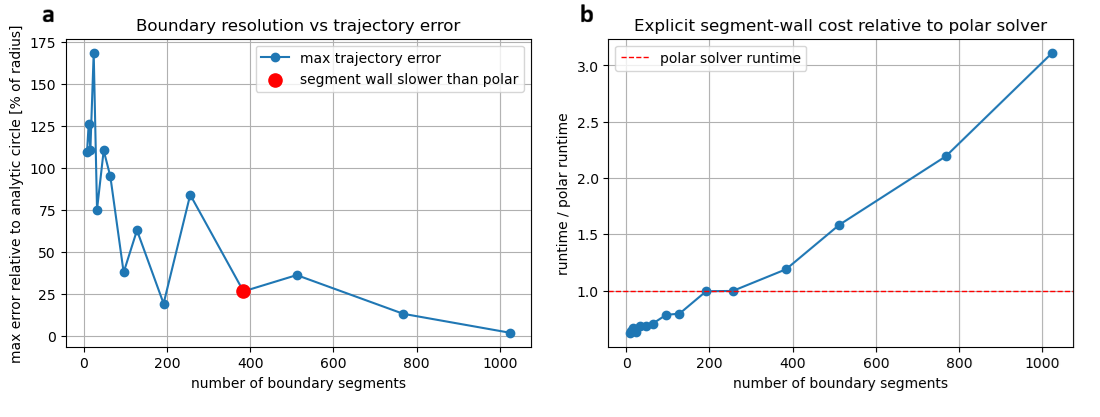 a
Boundary resolution vs trajectory error
max error relative to analytic circle [% of radius]
175
150
125
100
75
50
25
0
max trajectory error
segment wall slower than polar
0
200
400
600
800
1000
number of boundary segments
b
Explicit segment-wall cost relative to polar solver
runtime / polar runtime
3.0
2.5
2.0
1.5
1.0
polar solver runtime
0
200
400
600
800
1000
number of boundary segments